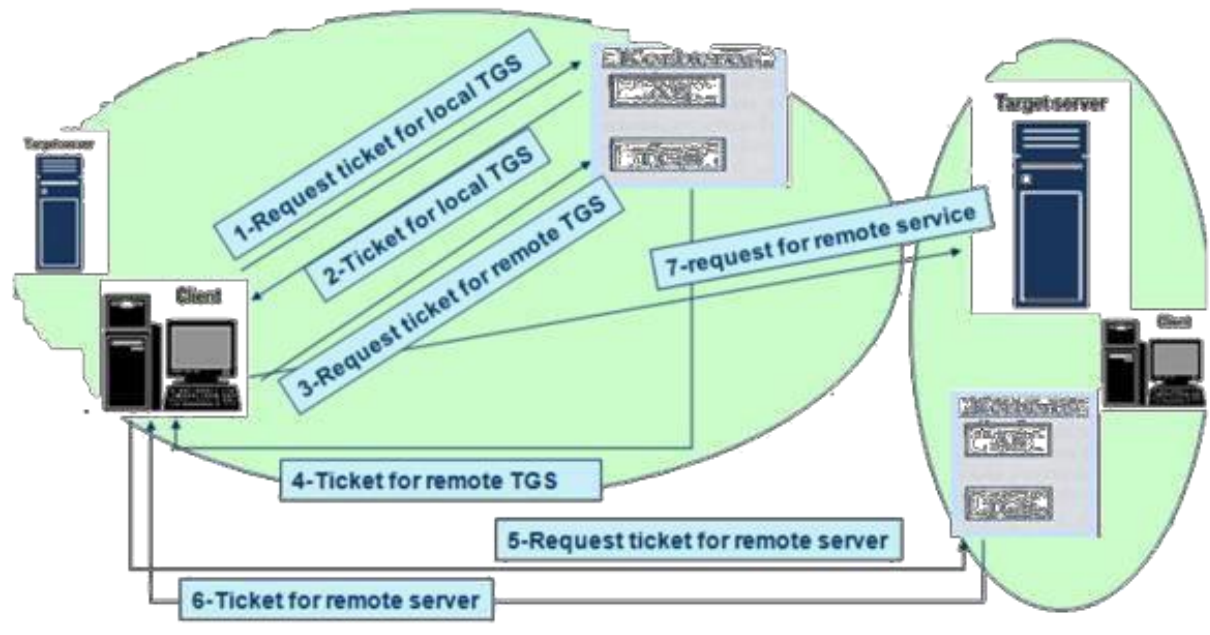 1-Request ticket for local TGS
2-Ticket for local TGS
3-Request ticket for remote TGS
7-request for remote service
Target server
Client
Target server
Client
4-Ticket for remote TGS
5-Request ticket for remote server
6-Ticket for remote server